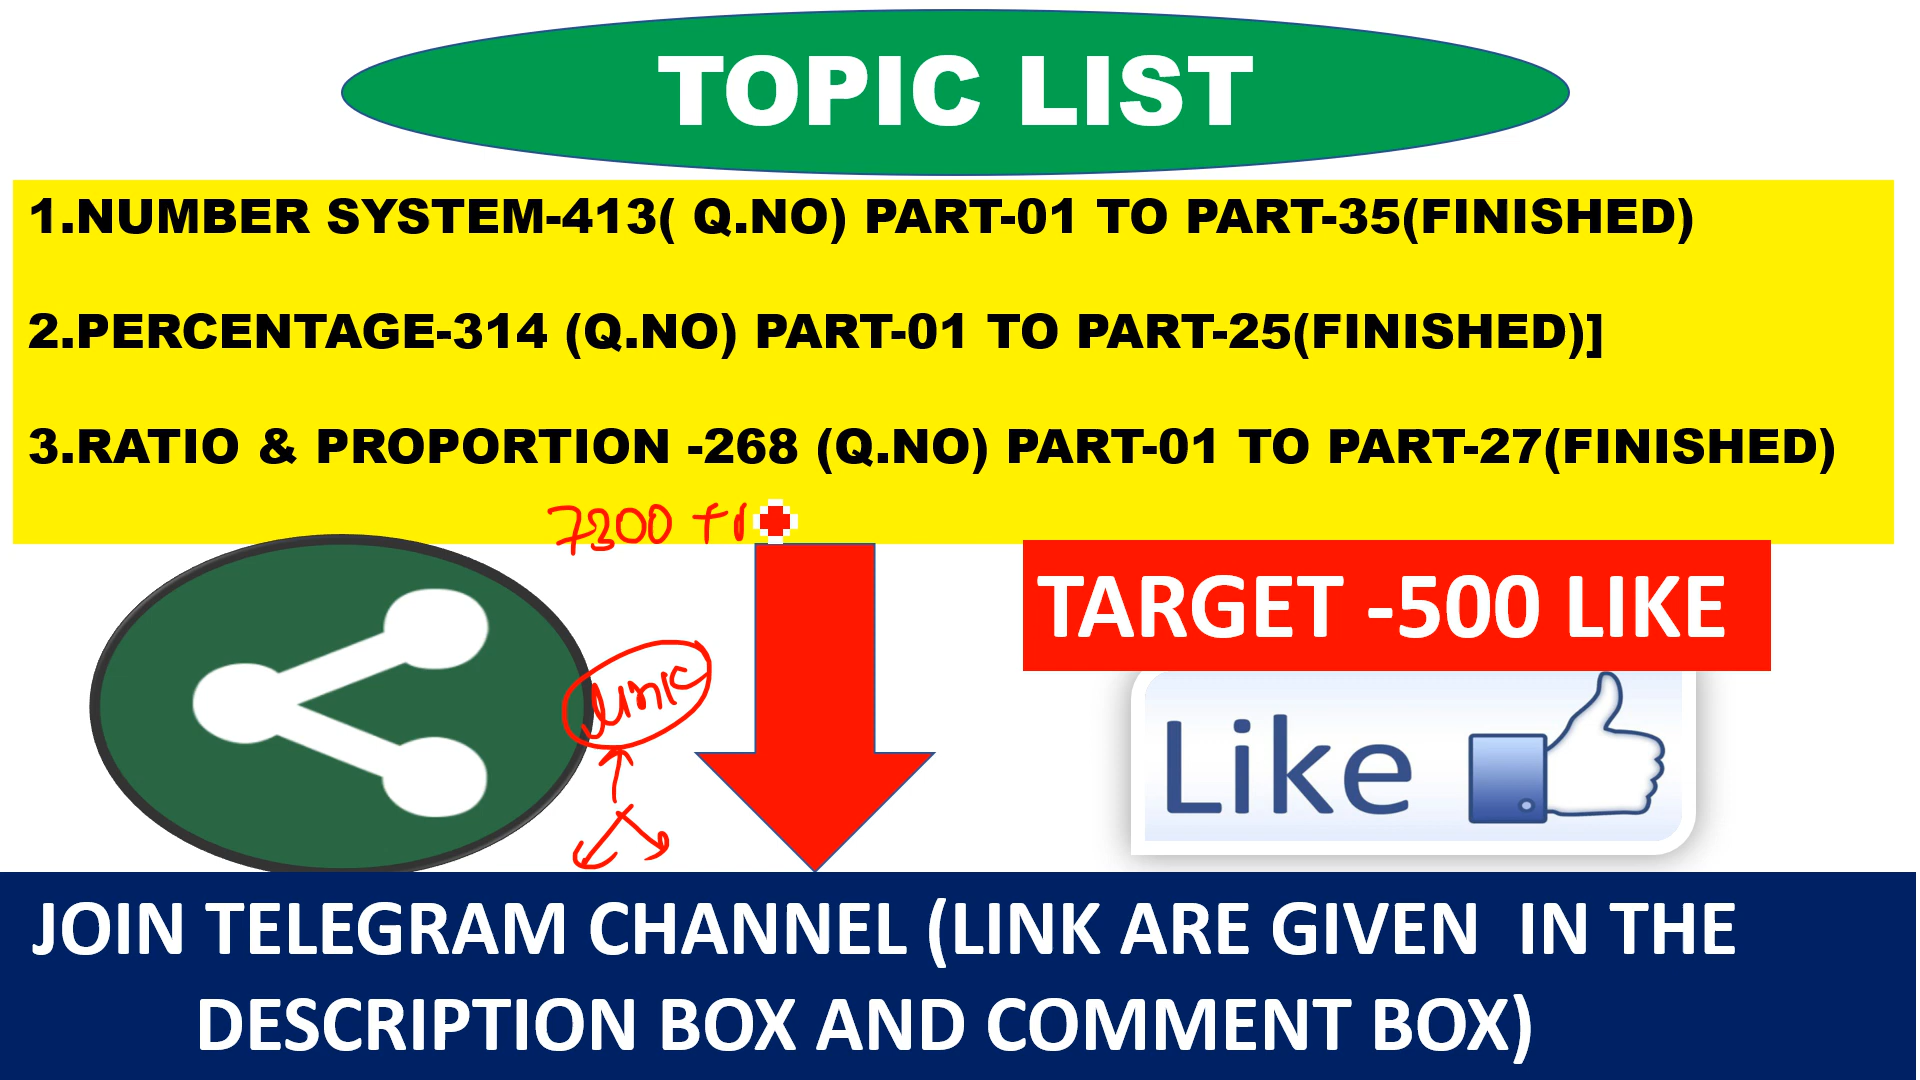 TOPIC LIST
1.NUMBER SYSTEM-413( Q.NO) PART-01 TO PART-35(FINISHED)
2.PERCENTAGE-314 (Q.NO) PART-01 TO PART-25(FINISHED)]
3.RATIO & PROPORTION -268 (Q.NO) PART-01 TO PART-27(FINISHED)
7300 +
TARGET -500 LIKE
Link
Like
JOIN TELEGRAM CHANNEL (LINK ARE GIVEN IN THE
DESCRIPTION BOX AND COMMENT BOX)